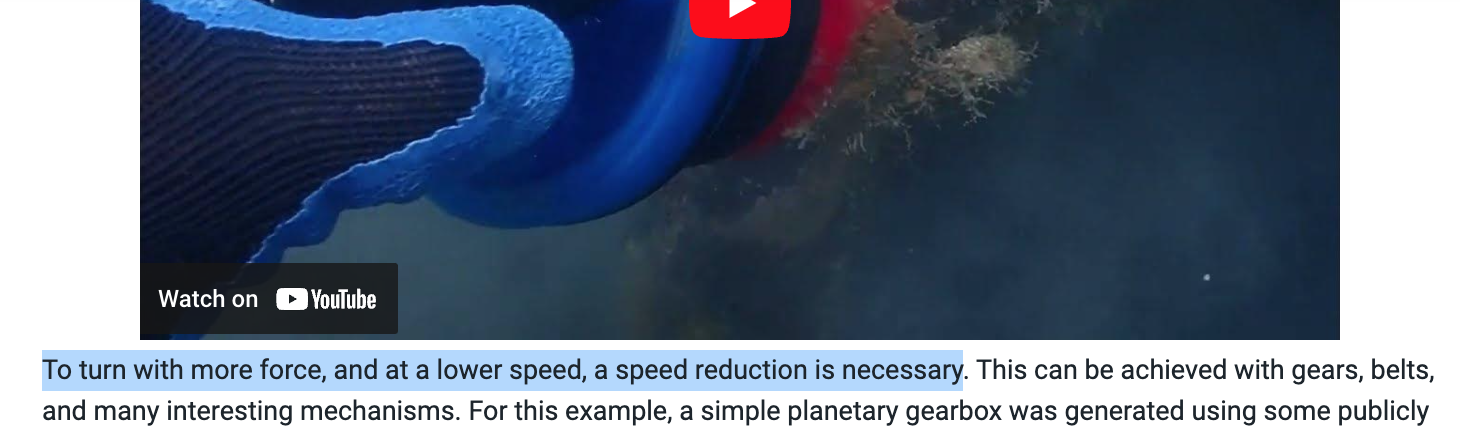 Watch on YouTube
To turn with more force, and at a lower speed, a speed reduction is necessary. This can be achieved with gears, belts,
and many interesting mechanisms. For this example, a simple planetary gearbox was generated using some publicly